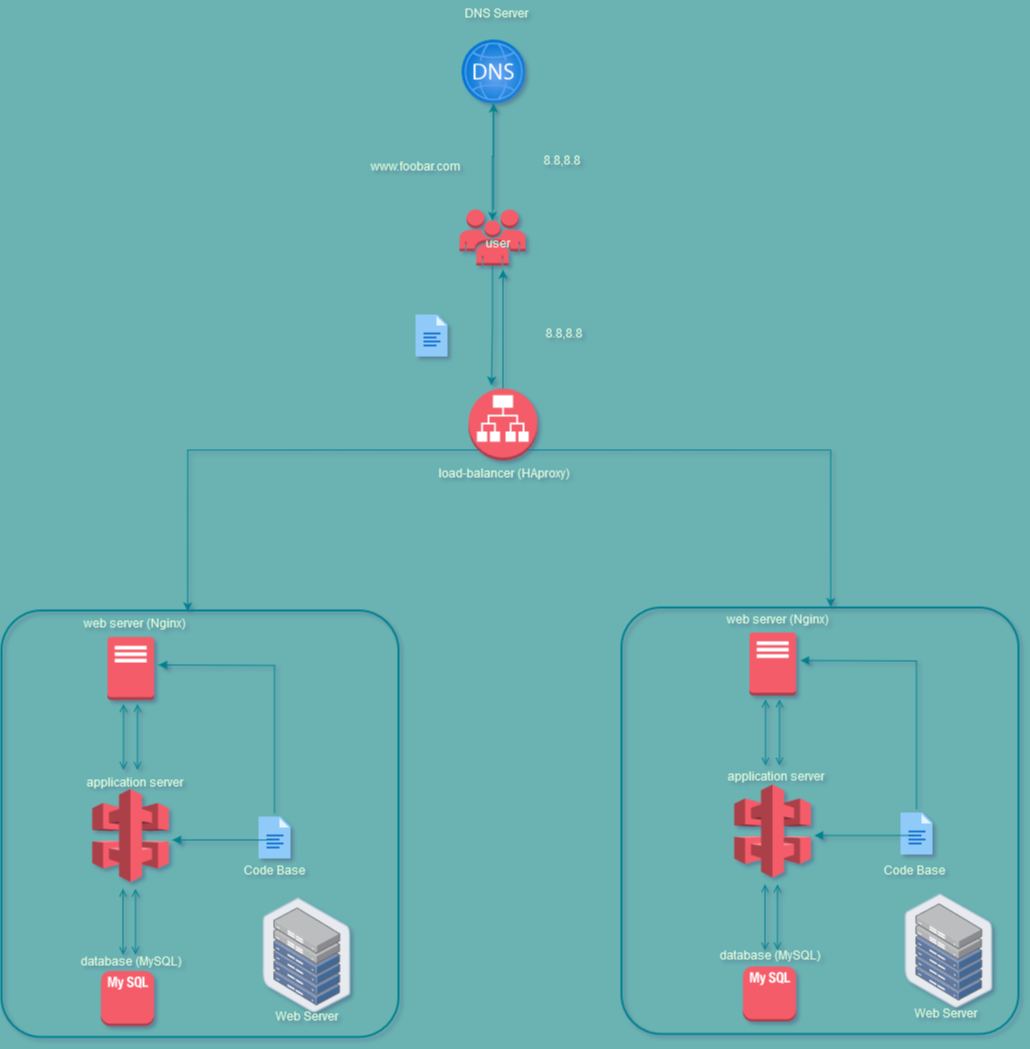 DNS Server
DNS
www.foobar.com
8.8,8.8
user
8.8,8.8
load-balancer (HAproxy)
web server (Nginx)
application server
Code Base
database (MySQL)
My SQL
Web Server
web server (Nginx)
application server
Code Base
database (MySQL)
My SQL
Web Server